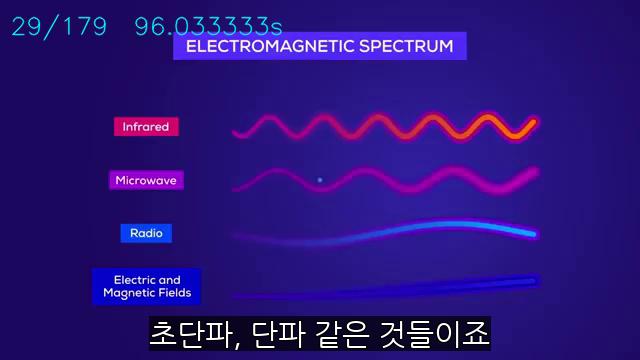 29/179 96.033333s
ELECTROMAGNETIC SPECTRUM
Infrared
Microwave
Radio
Electric and
Magnetic Fields
초단파, 단파 같은 것들이죠